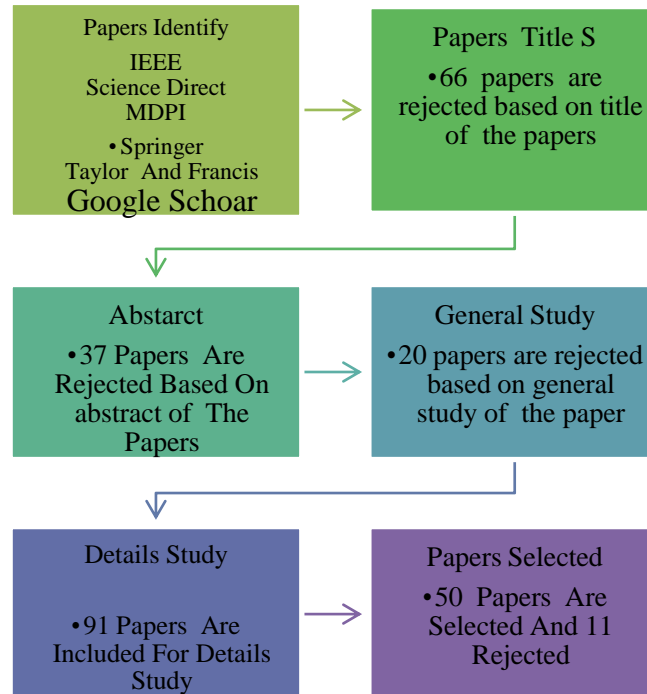 Papers Identify
IEEE
Science Direct
MDPI
•Springer
Taylor And Francis
Google Schoar
Papers Title S
•66 papers are
rejected based on title
of the papers
Abstarct
•37 Papers Are
Rejected Based On
abstract of The
Papers
General Study
•20 papers are rejected
based on general
study of the paper
Details Study
•91 Papers Are
Included For Details
Study
Papers Selected
•50 Papers Are
Selected And 11
Rejected